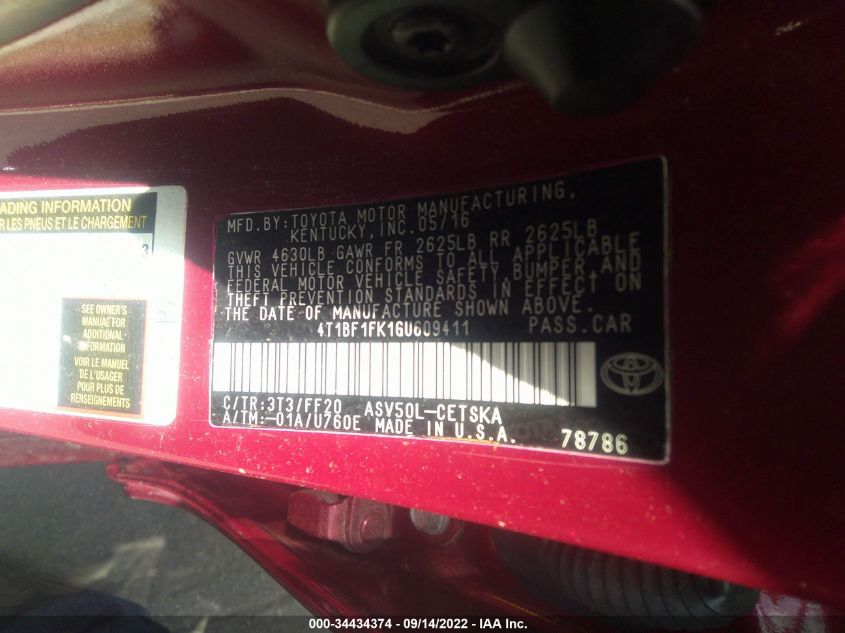 ADING INFORMATION
R LES PNEUS ET LE CHARGEMENT
3
SEE OWNER'S
MANUAL FOR
ADDITIONAL
INFORMATION
VOIR LE MANUEL
DE L'USAGER
POUR PLUS DE
RENSEIGNEMENTS
MFD.BY:TOYOTA MOTOR MANUFACTURING,
KENTUCKY,INC.05/16
GVWR 4630LB GAWR FR 2625LB RR 2625LB
THIS VEHICLE CONFORMS TO ALL APPLICABLE
FEDERAL MOTOR VEHICLE SAFETY,BUMPER,AND
THEFT PREVENTION STANDARDS IN EFFECT ON
THE DATE OF MANUFACTURE SHOWN ABOVE.
4T1BF1FK1GU609411 PASS.CAR
C/TR:3T3/FF20 ASV50L-CETSKA
A/TM:-01A/U760E MADE IN U.S.A.
78786
000-34434374 - 09/14/2022 - IAA Inc.